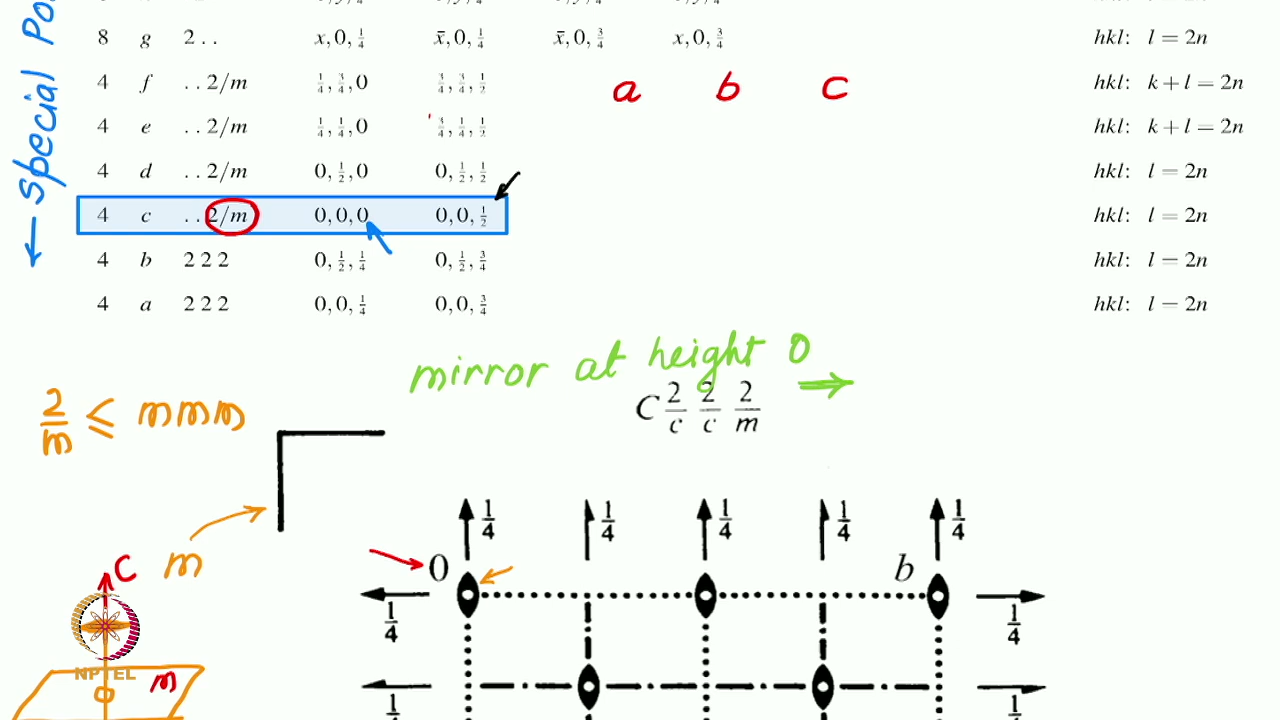 8 g 2 . . x, 0, 1/4 x̄, 0, 1/4 x̄, 0, 3/4 x, 0, 3/4 hkl: l = 2n
4 f . . 2/m 1/4, 3/4, 0 3/4, 3/4, 1/2 hkl: k + l = 2n
a b c
4 e . . 2/m 1/4, 1/4, 0 3/4, 1/4, 1/2 hkl: k + l = 2n
4 d . . 2/m 0, 1/2, 0 0, 1/2, 1/2 hkl: l = 2n
4 c . . 2/m 0, 0, 0 0, 0, 1/2 hkl: l = 2n
4 b 2 2 2 0, 1/2, 1/4 0, 1/2, 3/4 hkl: l = 2n
4 a 2 2 2 0, 0, 1/4 0, 0, 3/4 hkl: l = 2n
← Special Po
mirror at height 0 ⇒
C 2/c 2/c 2/m
2/m ≤ mmm
m
1/4 1/4 1/4 1/4 1/4
0 b
1/4 1/4
1/4 1/4
C
NPTEL
m